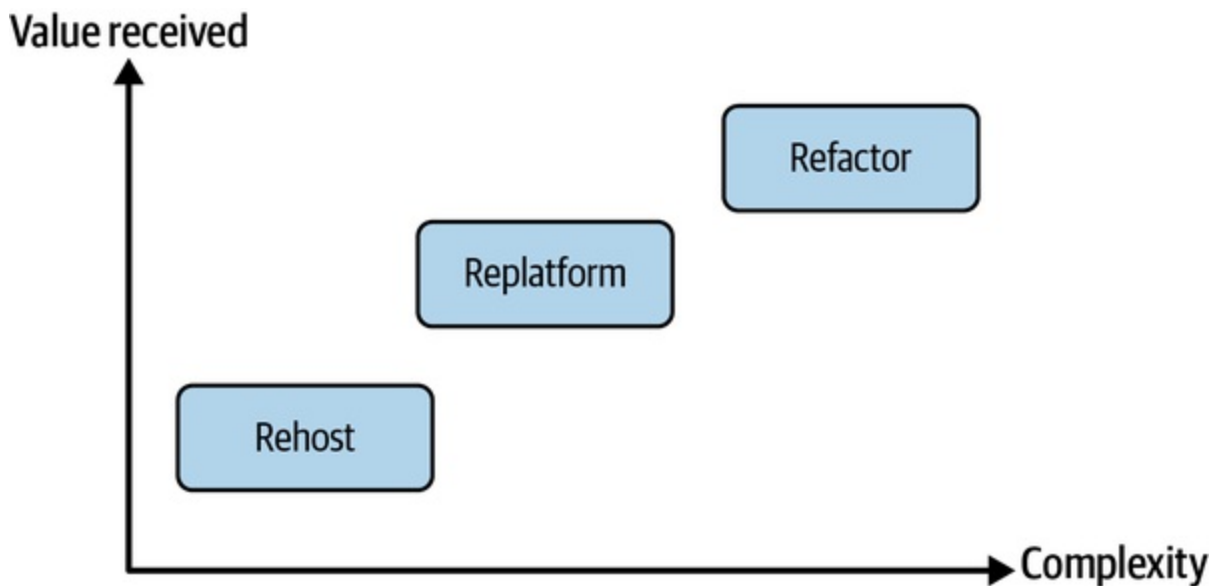 Value received
Refactor
Replatform
Rehost
Complexity